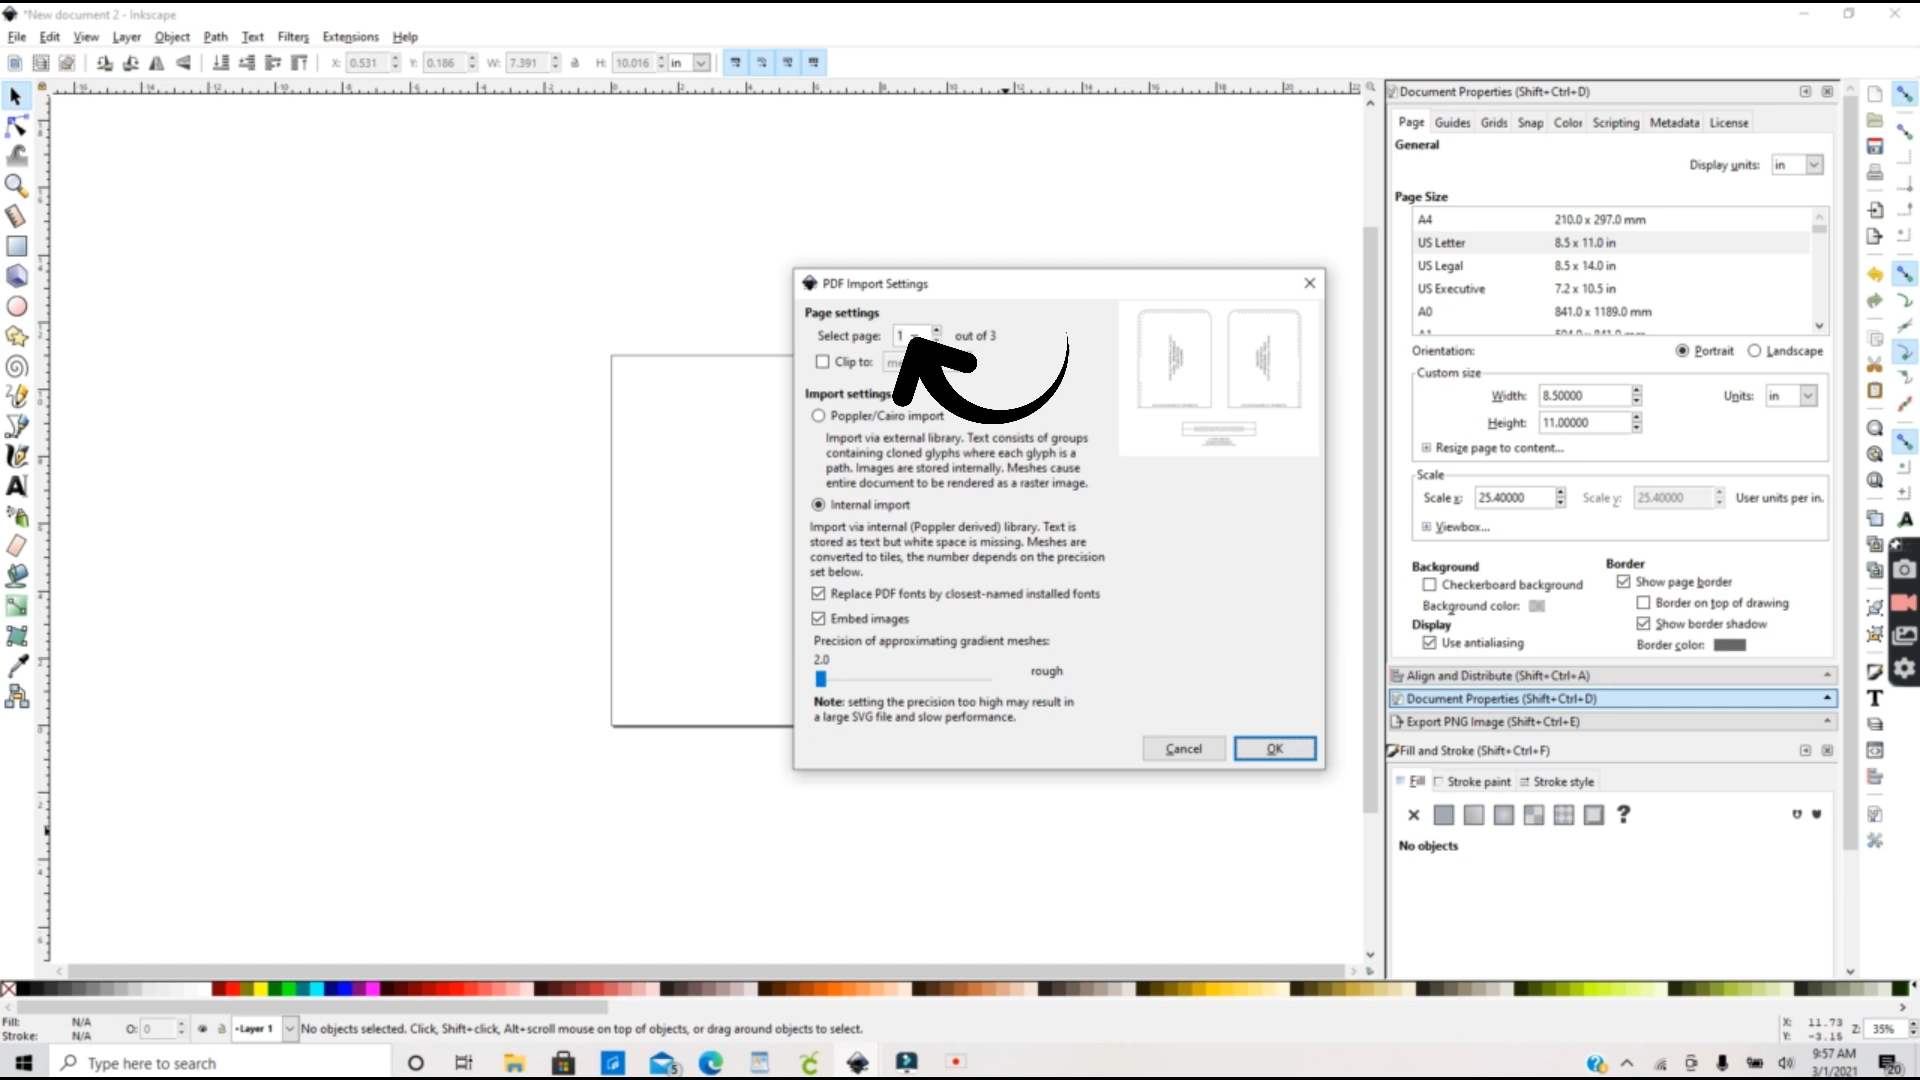 *New document 2 - Inkscape
File Edit View Layer Object Path Text Filters Extensions Help
X: 0.531 Y: 0.186 W: 7.391 H: 10.016 in
Document Properties (Shift+Ctrl+D)
Page Guides Grids Snap Color Scripting Metadata License
General
Display units: in
Page Size
A4 210.0 x 297.0 mm
US Letter 8.5 x 11.0 in
US Legal 8.5 x 14.0 in
US Executive 7.2 x 10.5 in
A0 841.0 x 1189.0 mm
Orientation: Portrait Landscape
Custom size
Width: 8.50000 Units: in
Height: 11.00000
Resize page to content...
Scale
Scale x: 25.40000 Scale y: 25.40000 User units per in.
Viewbox...
Background
Checkerboard background
Background color:
Display
Use antialiasing
Border
Show page border
Border on top of drawing
Show border shadow
Border color:
Align and Distribute (Shift+Ctrl+A)
Document Properties (Shift+Ctrl+D)
Export PNG Image (Shift+Ctrl+E)
Fill and Stroke (Shift+Ctrl+F)
Fill Stroke paint Stroke style
No objects
PDF Import Settings
Page settings
Select page: 1 out of 3
Clip to:
Import settings
Poppler/Cairo import
Import via external library. Text consists of groups
containing cloned glyphs where each glyph is a
path. Images are stored internally. Meshes cause
entire document to be rendered as a raster image.
Internal import
Import via internal (Poppler derived) library. Text is
stored as text but white space is missing. Meshes are
converted to tiles, the number depends on the precision
set below.
Replace PDF fonts by closest-named installed fonts
Embed images
Precision of approximating gradient meshes:
2.0
rough
Note: setting the precision too high may result in
a large SVG file and slow performance.
Cancel OK
Fill: N/A
Stroke: N/A
O: 0
Layer 1
No objects selected. Click, Shift+click, Alt+scroll mouse on top of objects, or drag around objects to select.
X: 11.73
Y: -3.15
Z: 35%
Type here to search
9:57 AM
3/1/2021